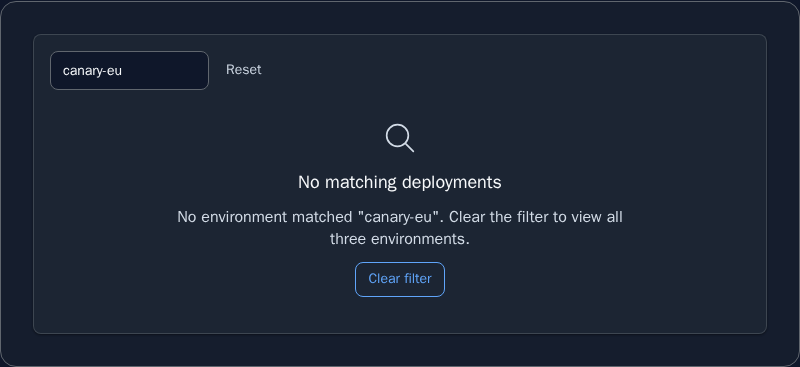 canary-eu
Reset
No matching deployments
No environment matched "canary-eu". Clear the filter to view all
three environments.
Clear filter